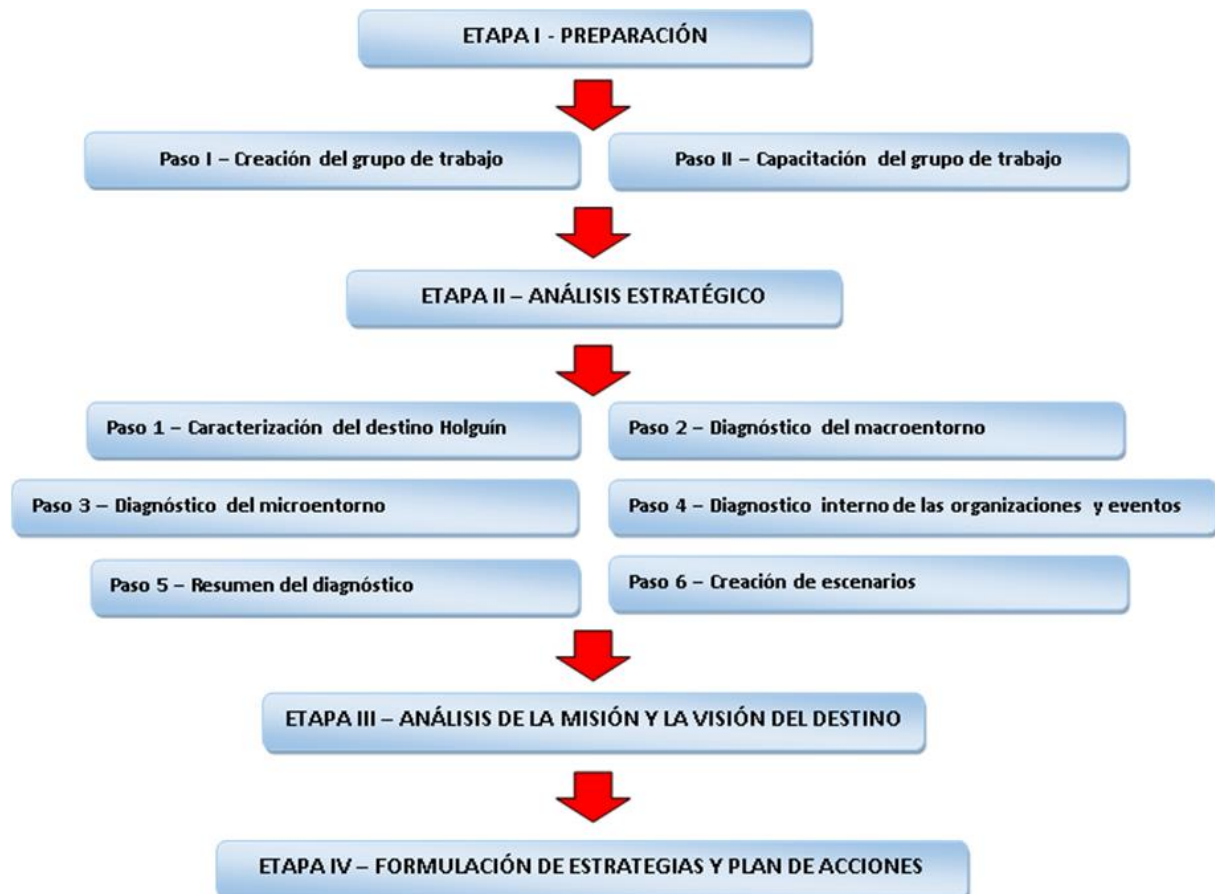 ETAPA I - PREPARACIÓN
Paso I – Creación del grupo de trabajo
Paso II – Capacitación del grupo de trabajo
ETAPA II – ANÁLISIS ESTRATÉGICO
Paso 1 – Caracterización del destino Holguín
Paso 2 – Diagnóstico del macroentorno
Paso 3 – Diagnóstico del microentorno
Paso 4 – Diagnostico interno de las organizaciones y eventos
Paso 5 – Resumen del diagnóstico
Paso 6 – Creación de escenarios
ETAPA III – ANÁLISIS DE LA MISIÓN Y LA VISIÓN DEL DESTINO
ETAPA IV – FORMULACIÓN DE ESTRATEGIAS Y PLAN DE ACCIONES